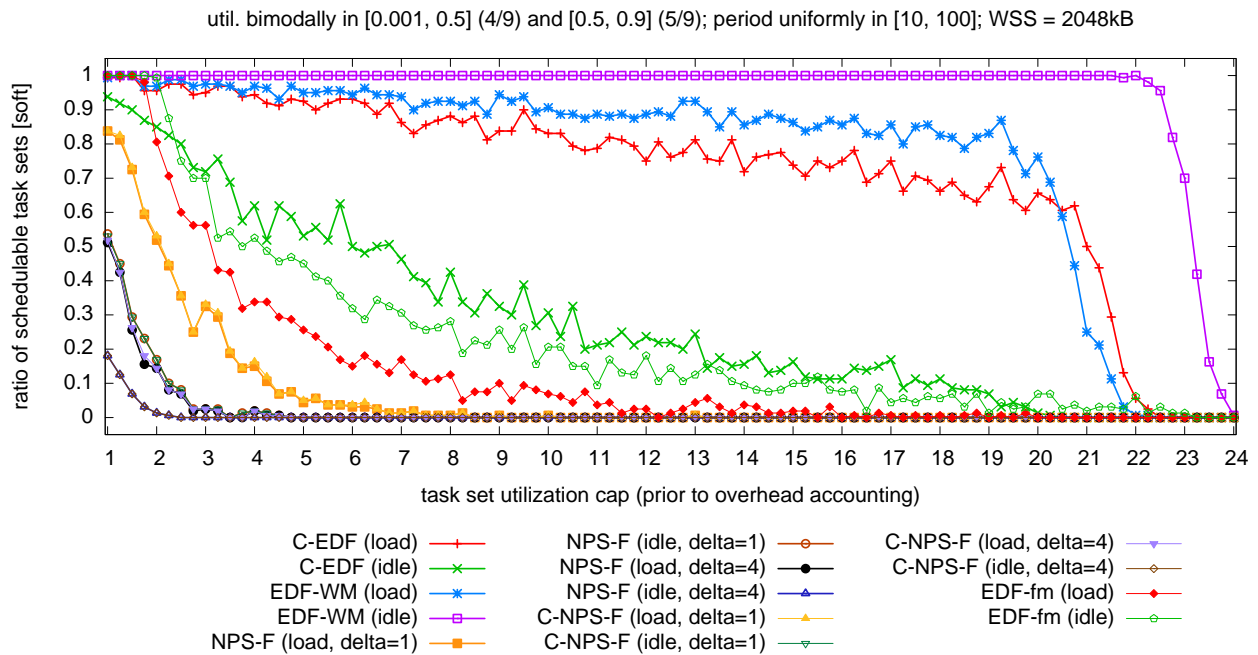 util. bimodally in [0.001, 0.5] (4/9) and [0.5, 0.9] (5/9); period uniformly in [10, 100]; WSS = 2048kB
ratio of schedulable task sets [soft]
1
0.9
0.8
0.7
0.6
0.5
0.4
0.3
0.2
0.1
0
1 2 3 4 5 6 7 8 9 10 11 12 13 14 15 16 17 18 19 20 21 22 23 24
task set utilization cap (prior to overhead accounting)
C-EDF (load)
C-EDF (idle)
EDF-WM (load)
EDF-WM (idle)
NPS-F (load, delta=1)
NPS-F (idle, delta=1)
NPS-F (load, delta=4)
NPS-F (idle, delta=4)
C-NPS-F (load, delta=1)
C-NPS-F (idle, delta=1)
C-NPS-F (load, delta=4)
C-NPS-F (idle, delta=4)
EDF-fm (load)
EDF-fm (idle)